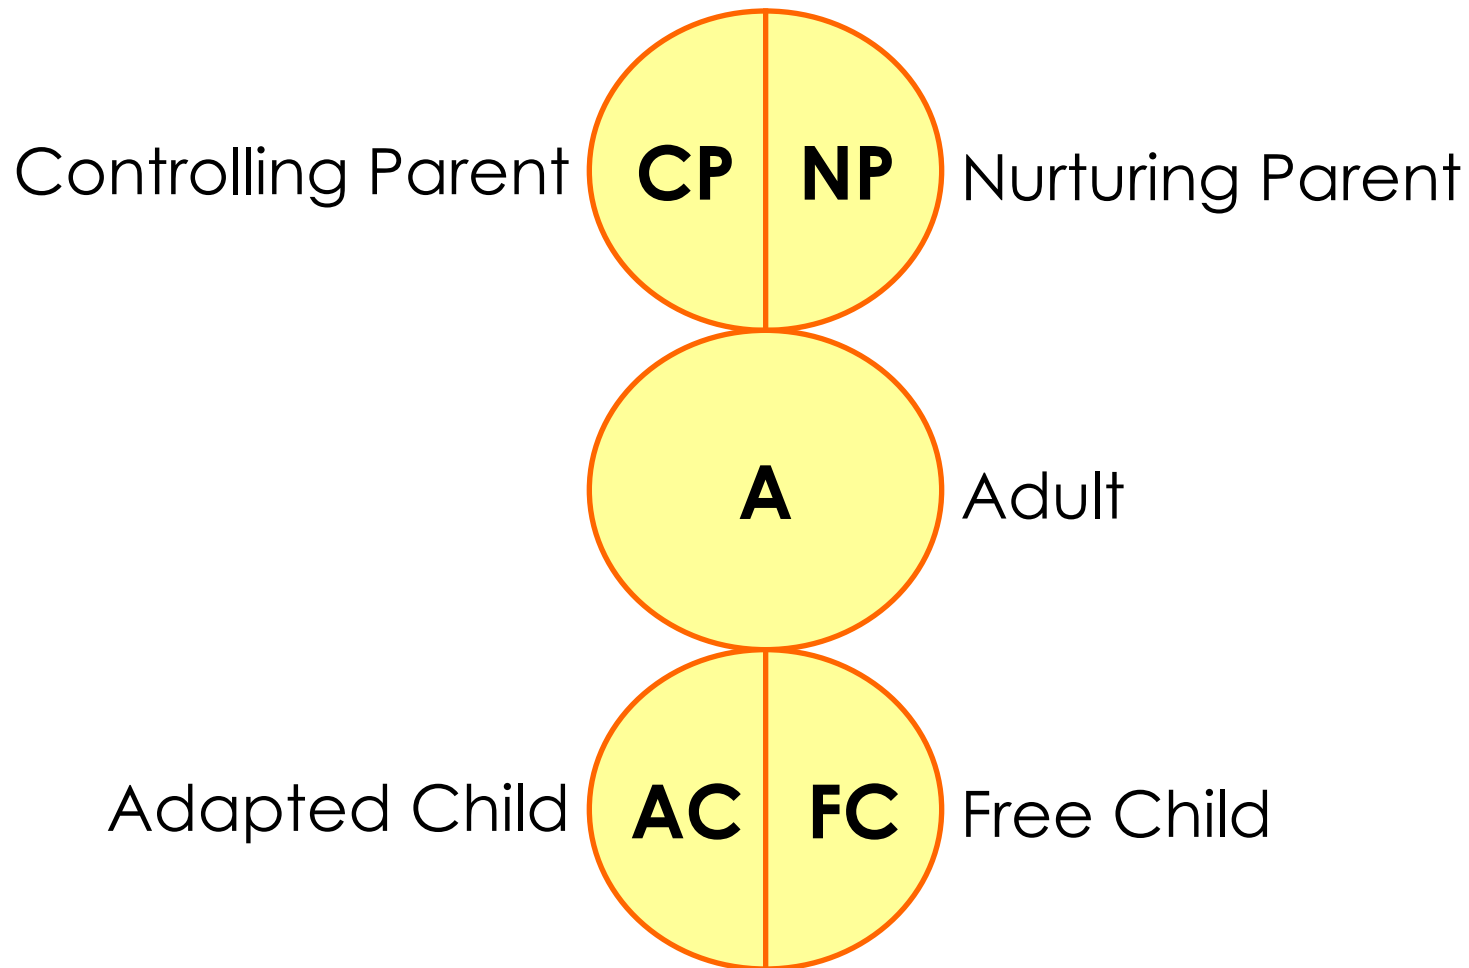 Controlling Parent CP NP Nurturing Parent
A Adult
Adapted Child AC FC Free Child